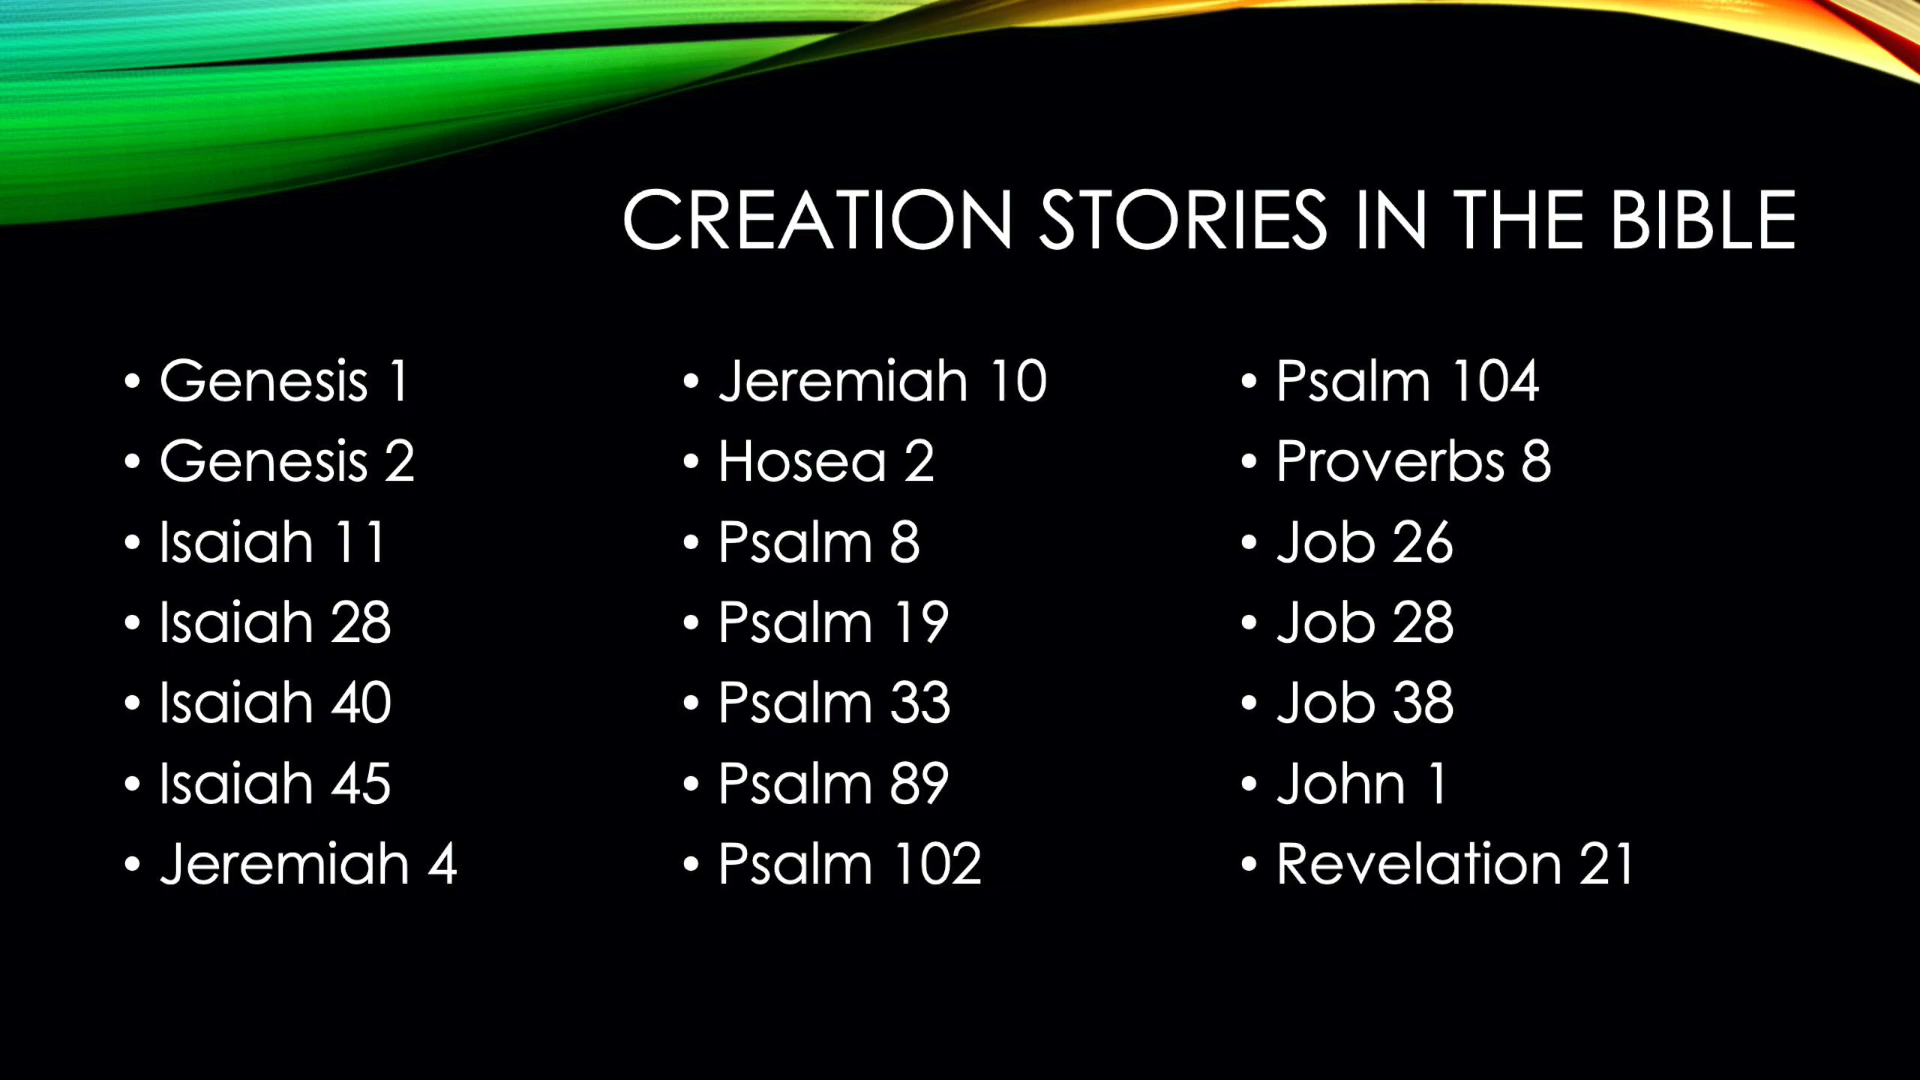 CREATION STORIES IN THE BIBLE
• Genesis 1
• Genesis 2
• Isaiah 11
• Isaiah 28
• Isaiah 40
• Isaiah 45
• Jeremiah 4
• Jeremiah 10
• Hosea 2
• Psalm 8
• Psalm 19
• Psalm 33
• Psalm 89
• Psalm 102
• Psalm 104
• Proverbs 8
• Job 26
• Job 28
• Job 38
• John 1
• Revelation 21